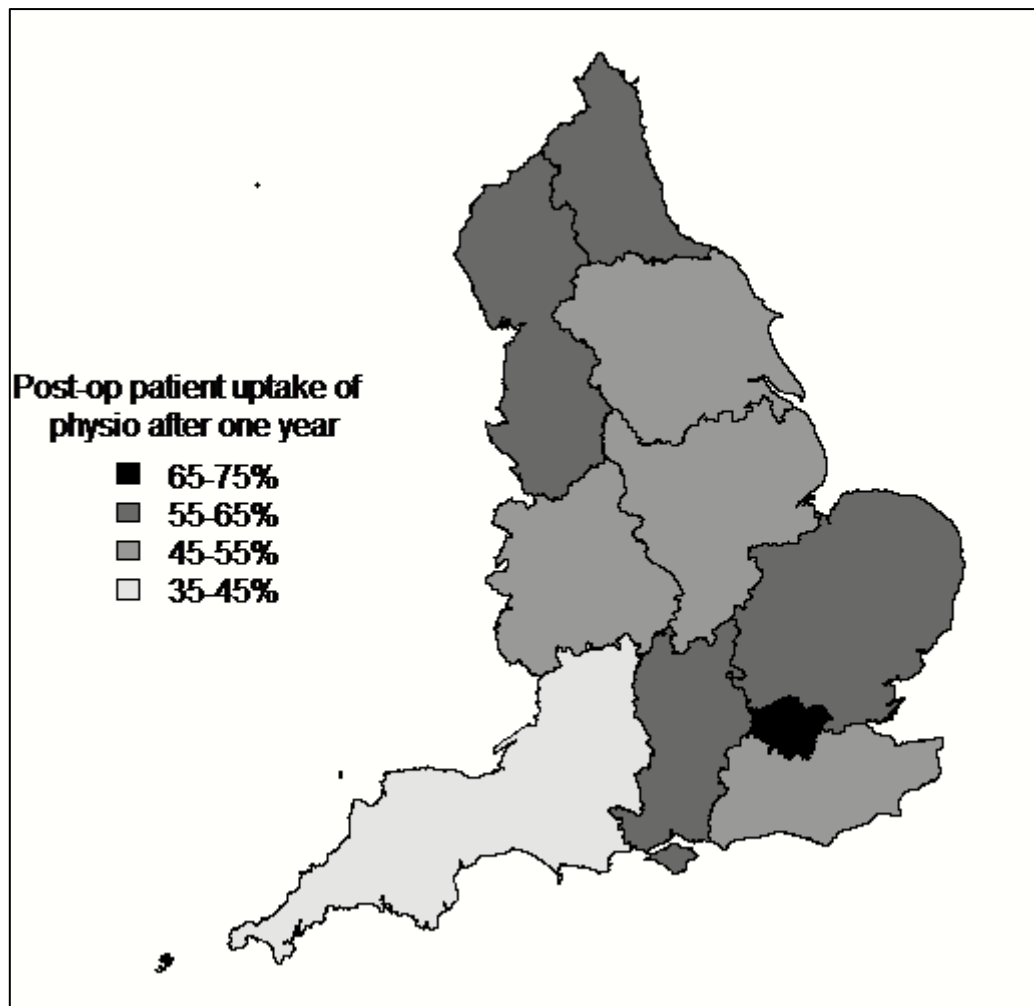 Post-op patient uptake of
physio after one year
65-75%
55-65%
45-55%
35-45%